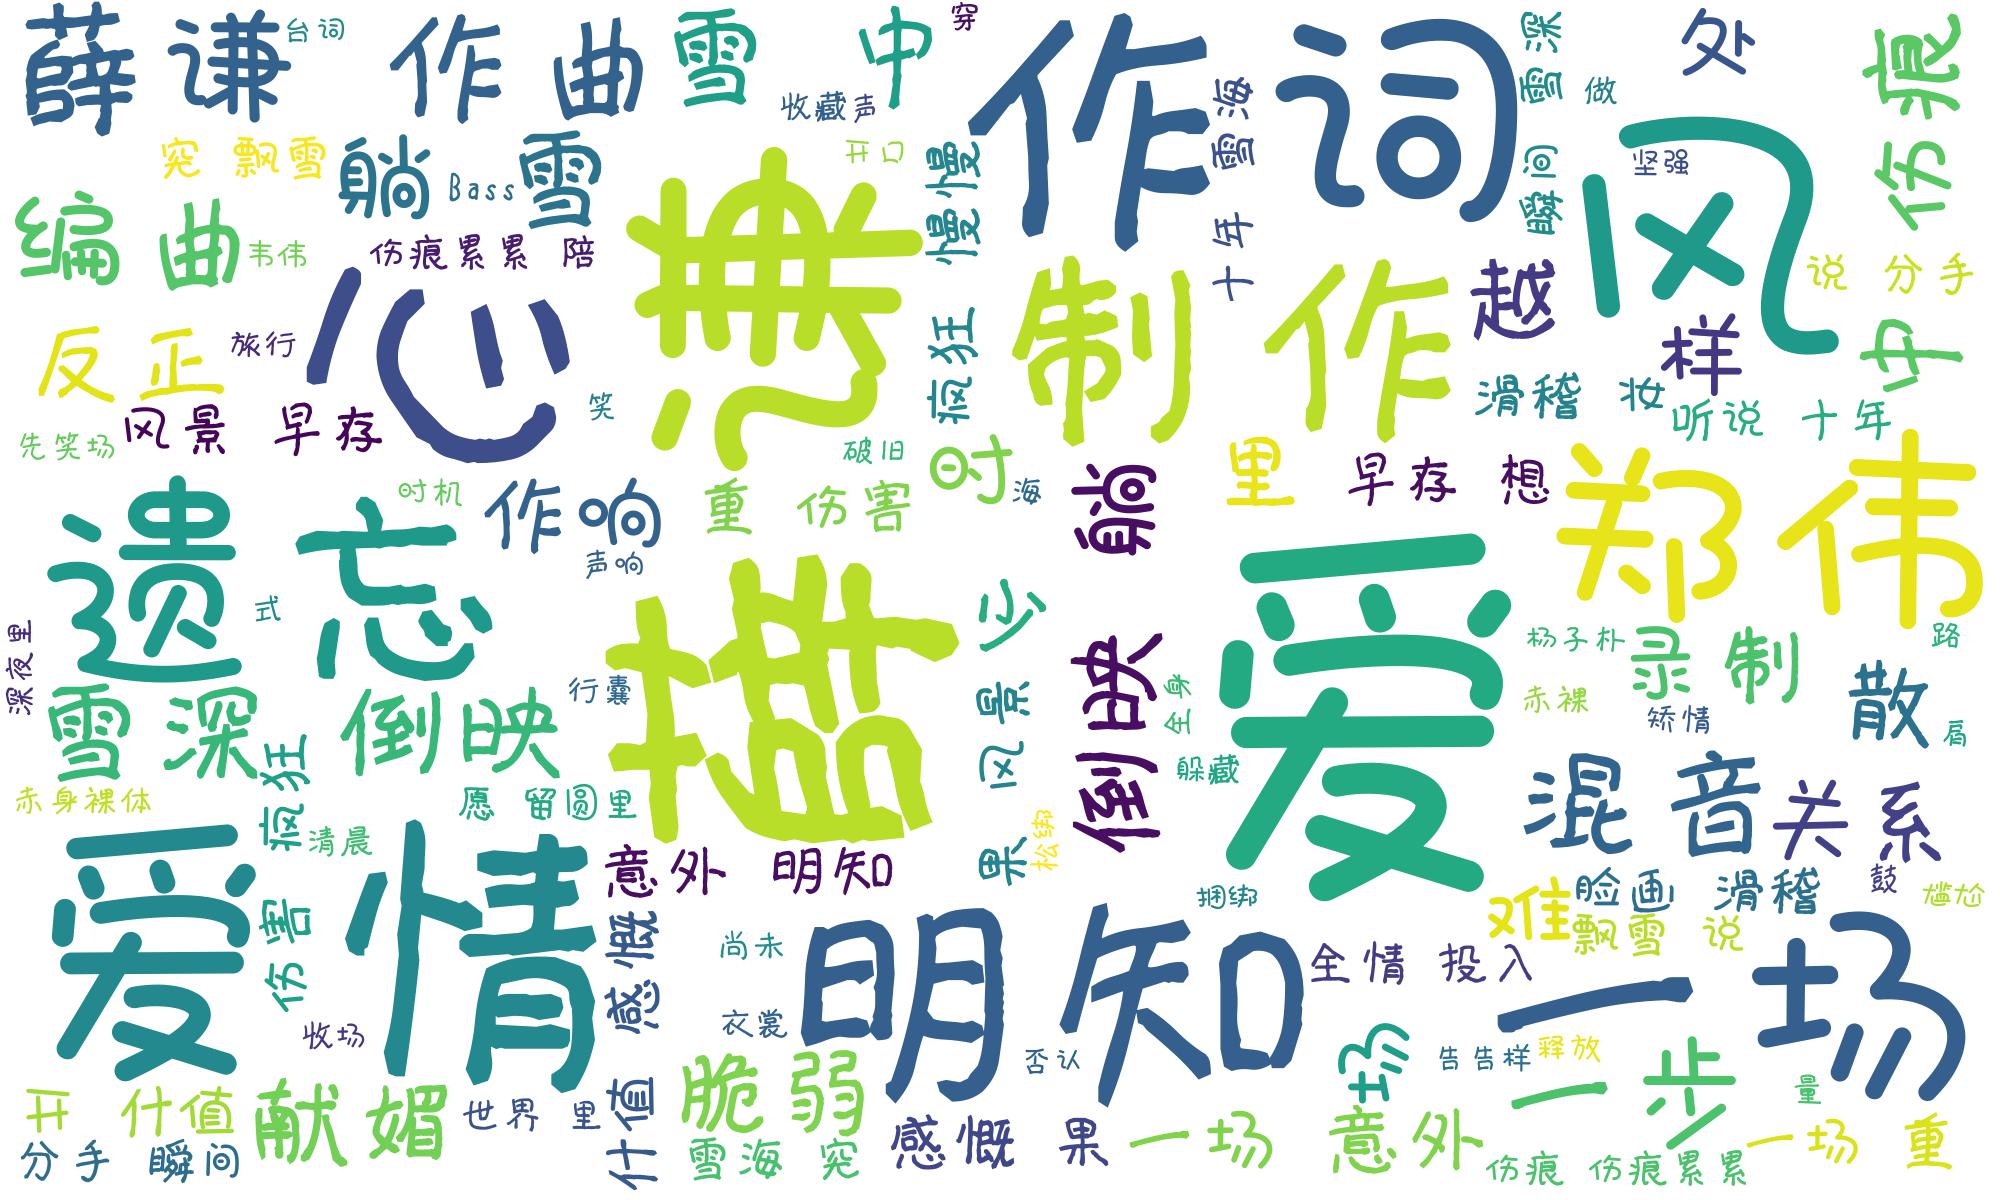 薛 谦
台 词
作 曲
雪 中
穿
作 词
雪 深
处
伤 痕
收藏 声
雪 海
瞬 间
做
坚强
突 飘雪
躺
Bass
雪
开 口
慢 慢
风
编 曲
韦 伟
伤 痕 累 累 陪
无
十 年
说 分 手
心
制 作
越
样
中
反 正
旅行
疯 狂
滑稽 妆
听说 十 年
笑
先 笑 场
风 景 早 存
破 旧
时
海
躺
里
早 存 想
郑 伟
时 机
作 响
重 伤 害
声 响
遗 忘
式
少
爱
倒 映
杨 子 朴
录 制
路
深 夜 里
行 囊
风 景
全 身
赤 裸
矫 情
散
肩
雪 深
倒 映
疯 狂
躲藏
赤 身 裸 体
愿 留 圆 里
混 音
关 系
清 晨
果
松 绑
爱 情
意 外 明 知
捆绑
难
脸 画 滑稽
鼓
尴尬
伤 害
感 慨
尚 未
明 知
全 情 投 入
飘雪 说
一 场
收 场
衣 裳
否 认
场
告 告 样
释 放
一 步
量
开 什 值
献 媚
世 界 里
什 值
脆 弱
感 慨 果
一 场
意 外
一 场 重
分 手 瞬 间
雪 海 突
伤 痕 伤 痕 累 累